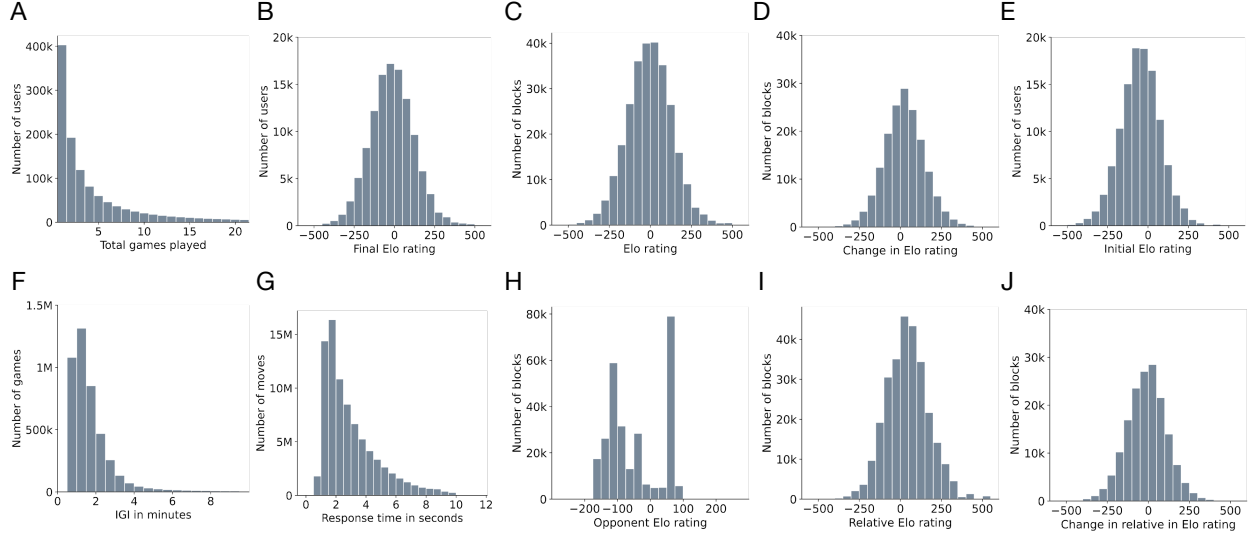 A
Number of users
400k
300k
200k
100k
0
5 10 15 20
Total games played
B
Number of users
20k
15k
10k
5k
0
−500 −250 0 250 500
Final Elo rating
C
Number of blocks
40k
30k
20k
10k
0
−500 −250 0 250 500
Elo rating
D
Number of blocks
40k
30k
20k
10k
0
−500 −250 0 250 500
Change in Elo rating
E
Number of users
20k
15k
10k
5k
0
−500 −250 0 250 500
Initial Elo rating
F
Number of games
1.5M
1M
500k
0
0 2 4 6 8
IGI in minutes
G
Number of moves
15M
10M
5M
0
0 2 4 6 8 10 12
Response time in seconds
H
Number of blocks
80k
60k
40k
20k
0
−200 −100 0 100 200
Opponent Elo rating
I
Number of blocks
40k
30k
20k
10k
0
−500 −250 0 250 500
Relative Elo rating
J
Number of blocks
40k
30k
20k
10k
0
−500 −250 0 250 500
Change in relative in Elo rating